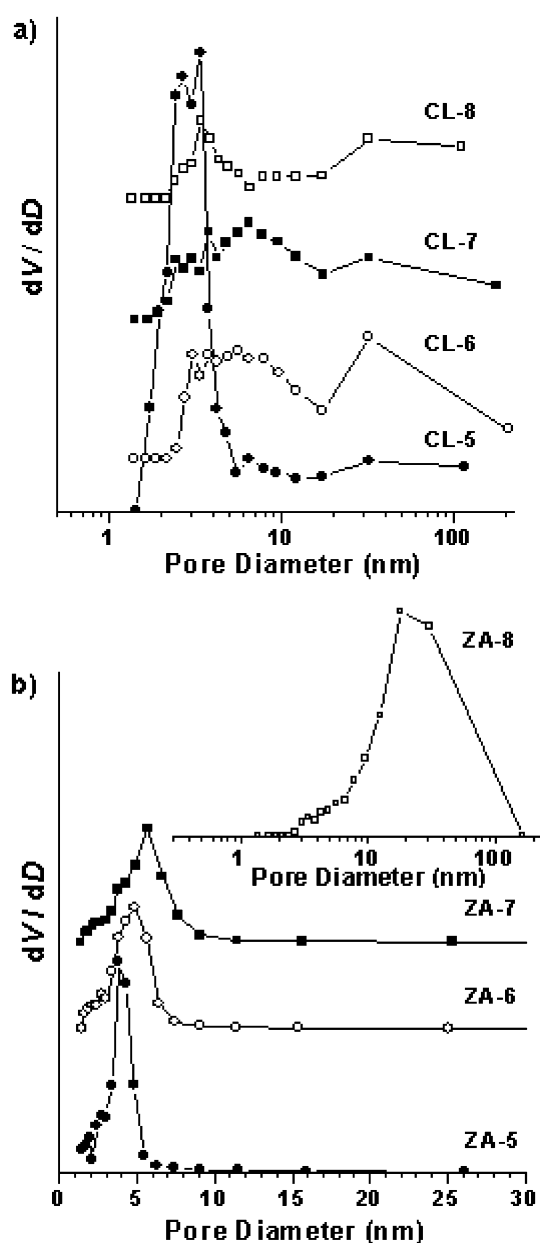 a)
CL-8
CL-7
CL-6
CL-5
dV / dD
1 10 100
Pore Diameter (nm)
b)
ZA-8
1 10 100
Pore Diameter (nm)
ZA-7
ZA-6
ZA-5
dV / dD
0 5 10 15 20 25 30
Pore Diameter (nm)